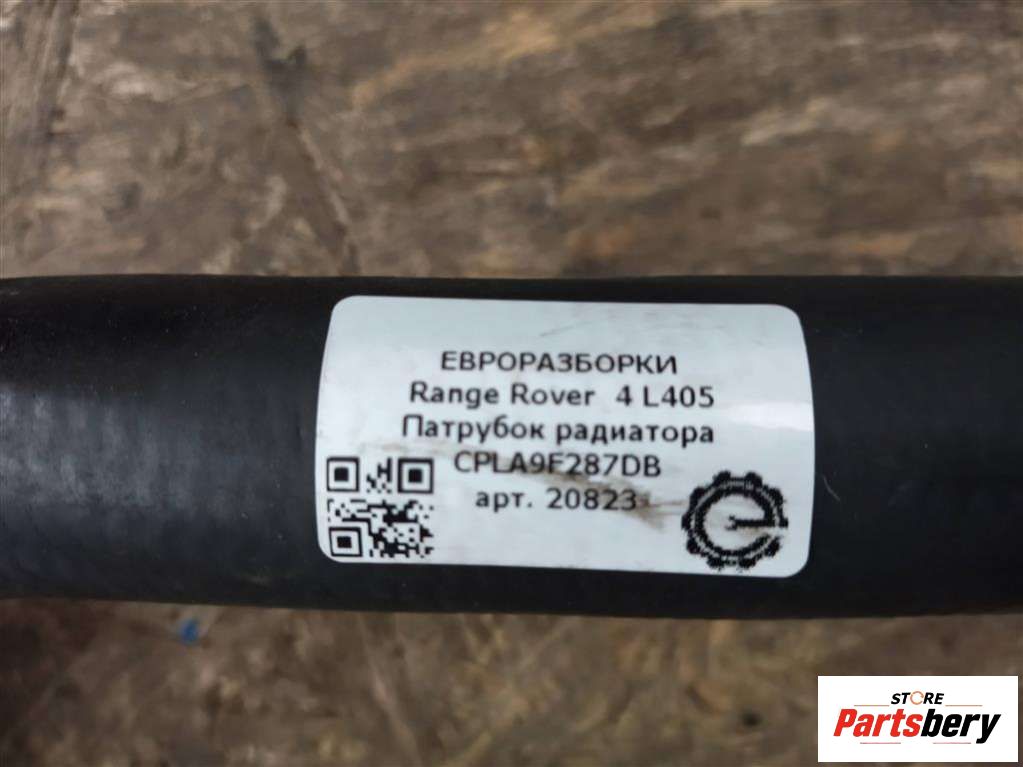 ЕВРОРАЗБОРКИ
Range Rover 4 L405
Патрубок радиатора
CPLA9F287DB
арт. 20823
STORE
Partsbery